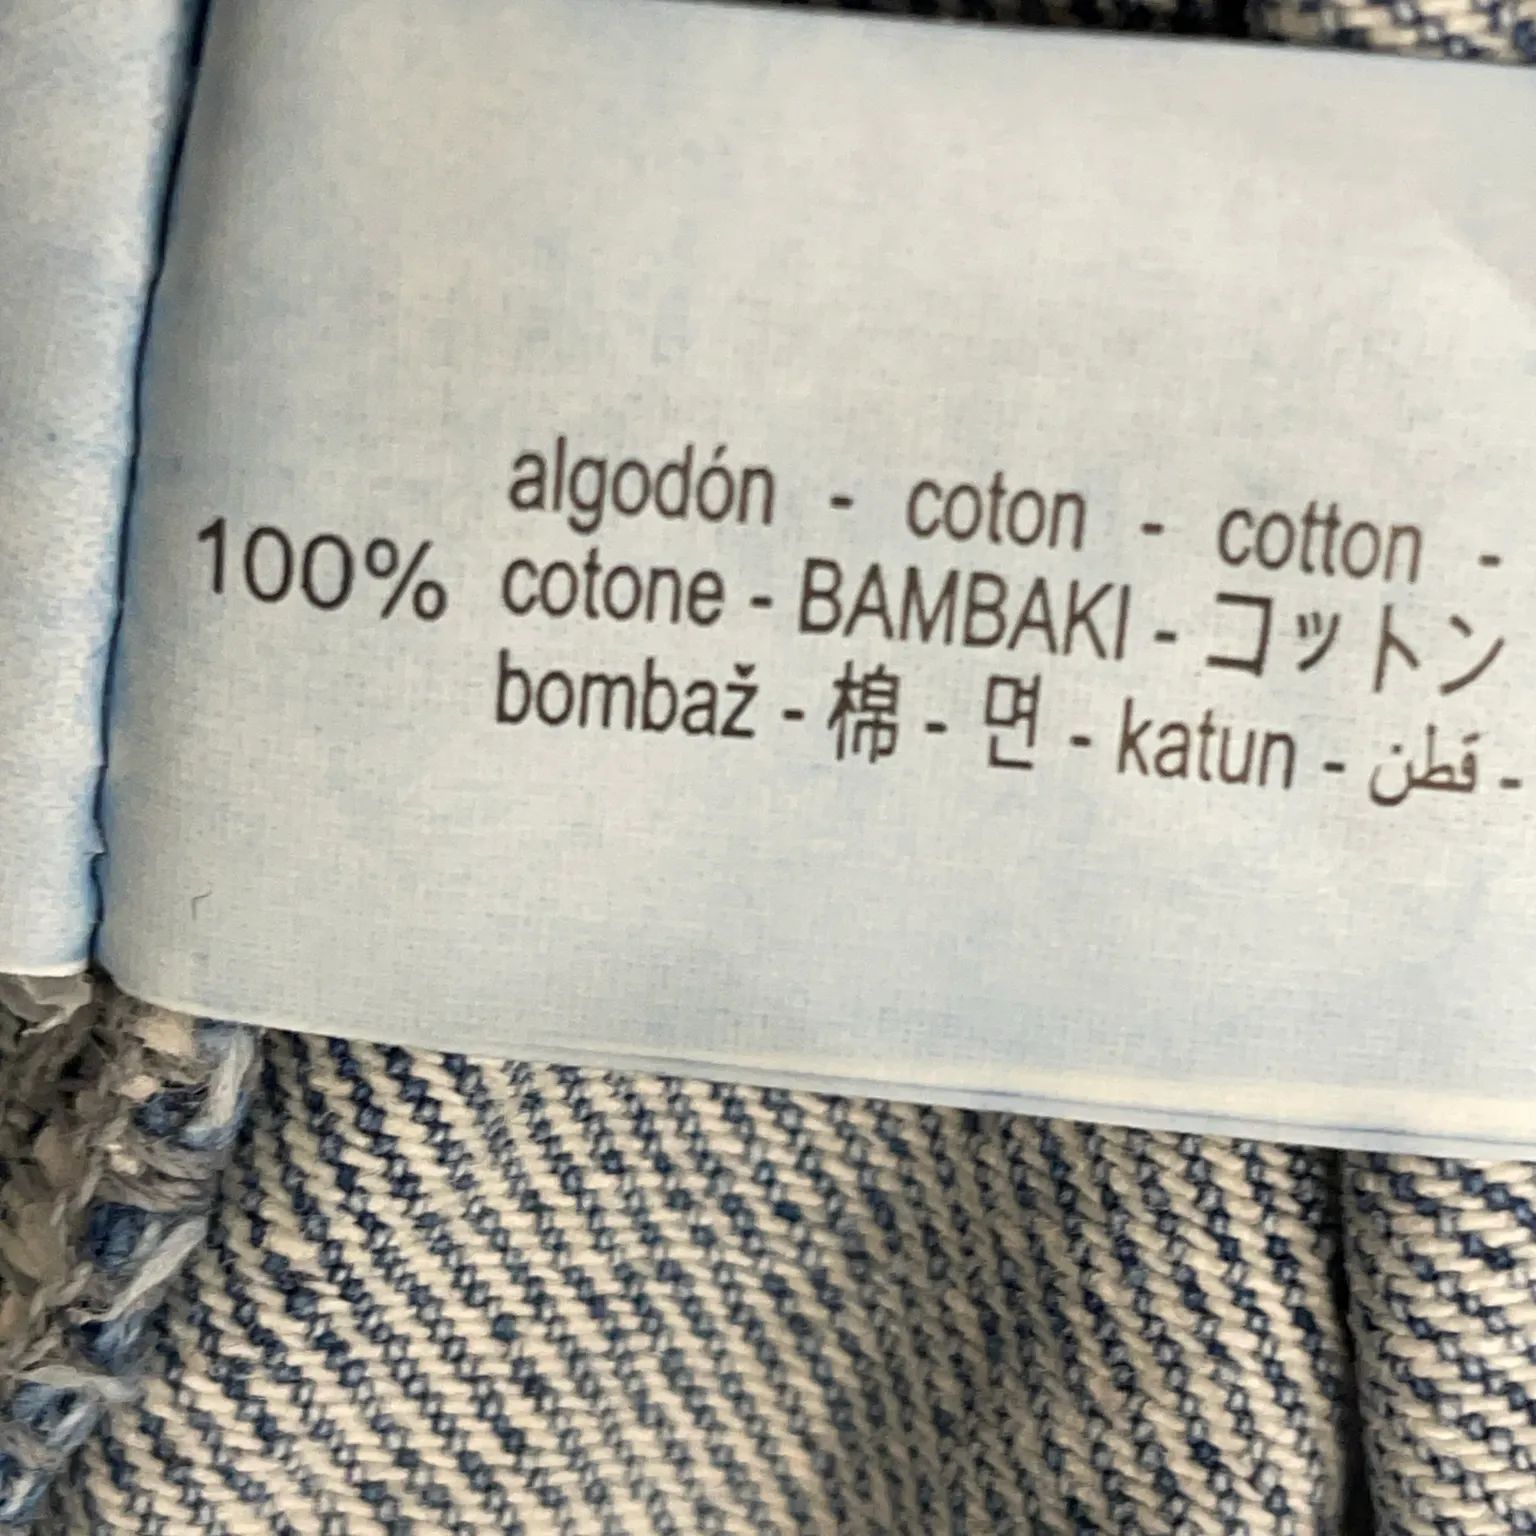 algodón - coton - cotton -
100% cotone - BAMBAKI - コットン
bombaž - 棉 - 면 - katun - قطن -